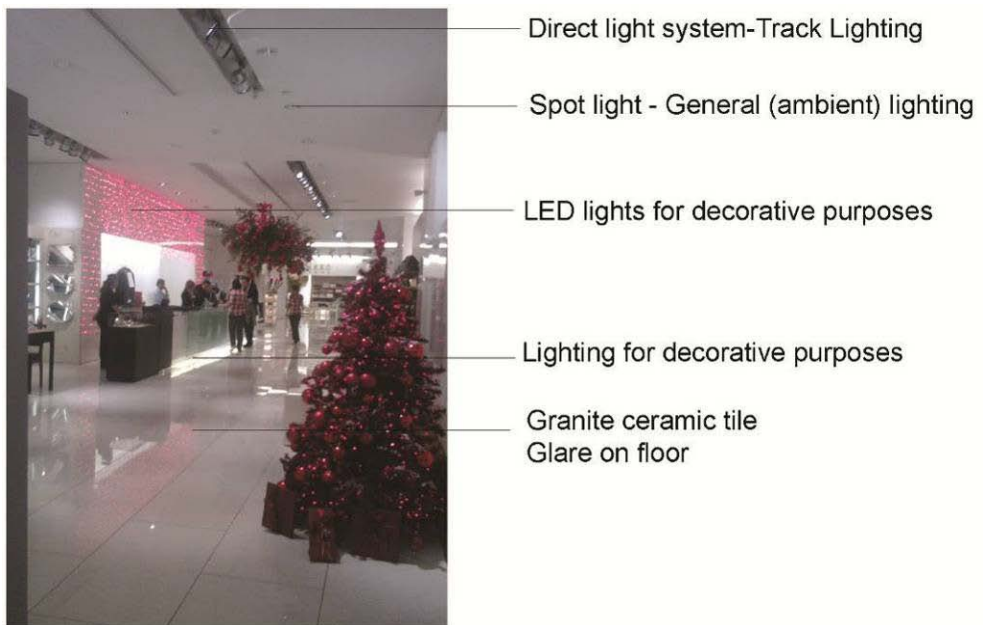 Direct light system-Track Lighting
Spot light - General (ambient) lighting
LED lights for decorative purposes
Lighting for decorative purposes
Granite ceramic tile
Glare on floor